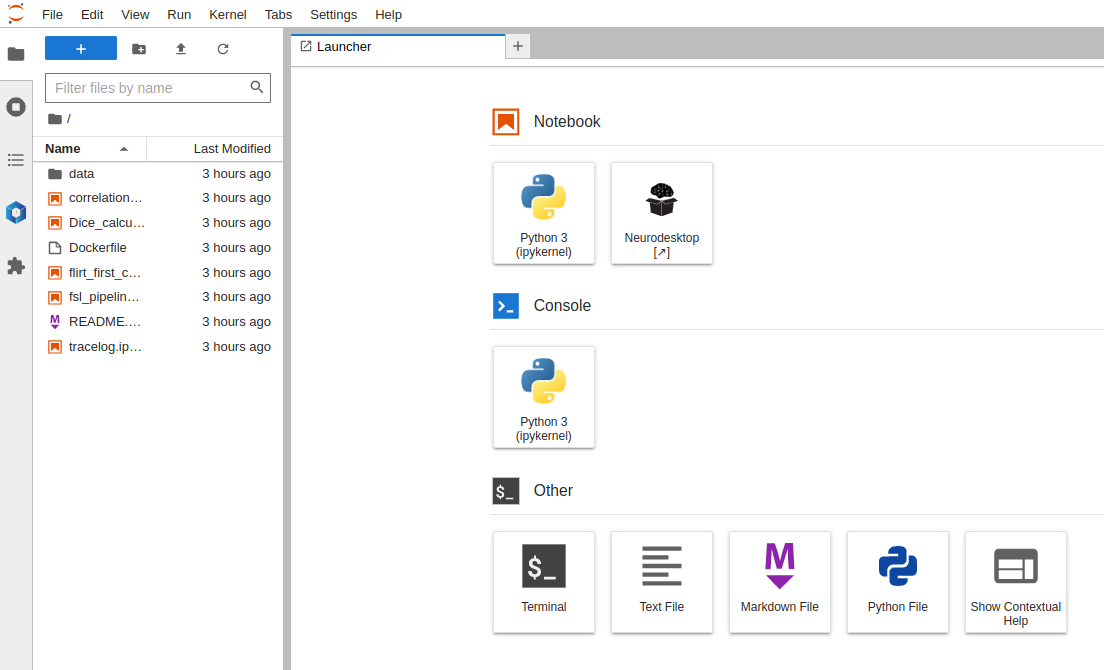 File Edit View Run Kernel Tabs Settings Help
Launcher
Filter files by name
/
Name Last Modified
data 3 hours ago
correlation… 3 hours ago
Dice_calcu… 3 hours ago
Dockerfile 3 hours ago
flirt_first_c… 3 hours ago
fsl_pipelin… 3 hours ago
README.… 3 hours ago
tracelog.ip… 3 hours ago
Notebook
Python 3
(ipykernel)
Neurodesktop
[↗]
Console
Python 3
(ipykernel)
$_ Other
$_
Terminal
Text File
M
Markdown File
Python File
Show Contextual
Help